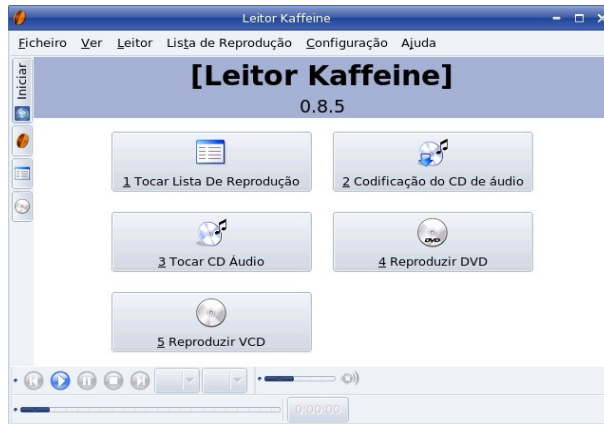 Leitor Kaffeine
Ficheiro Ver Leitor Lista de Reprodução Configuração Ajuda
Iniciar
[Leitor Kaffeine]
0.8.5
1 Tocar Lista De Reprodução
2 Codificação do CD de áudio
3 Tocar CD Áudio
DVD
4 Reproduzir DVD
5 Reproduzir VCD
0:00:00